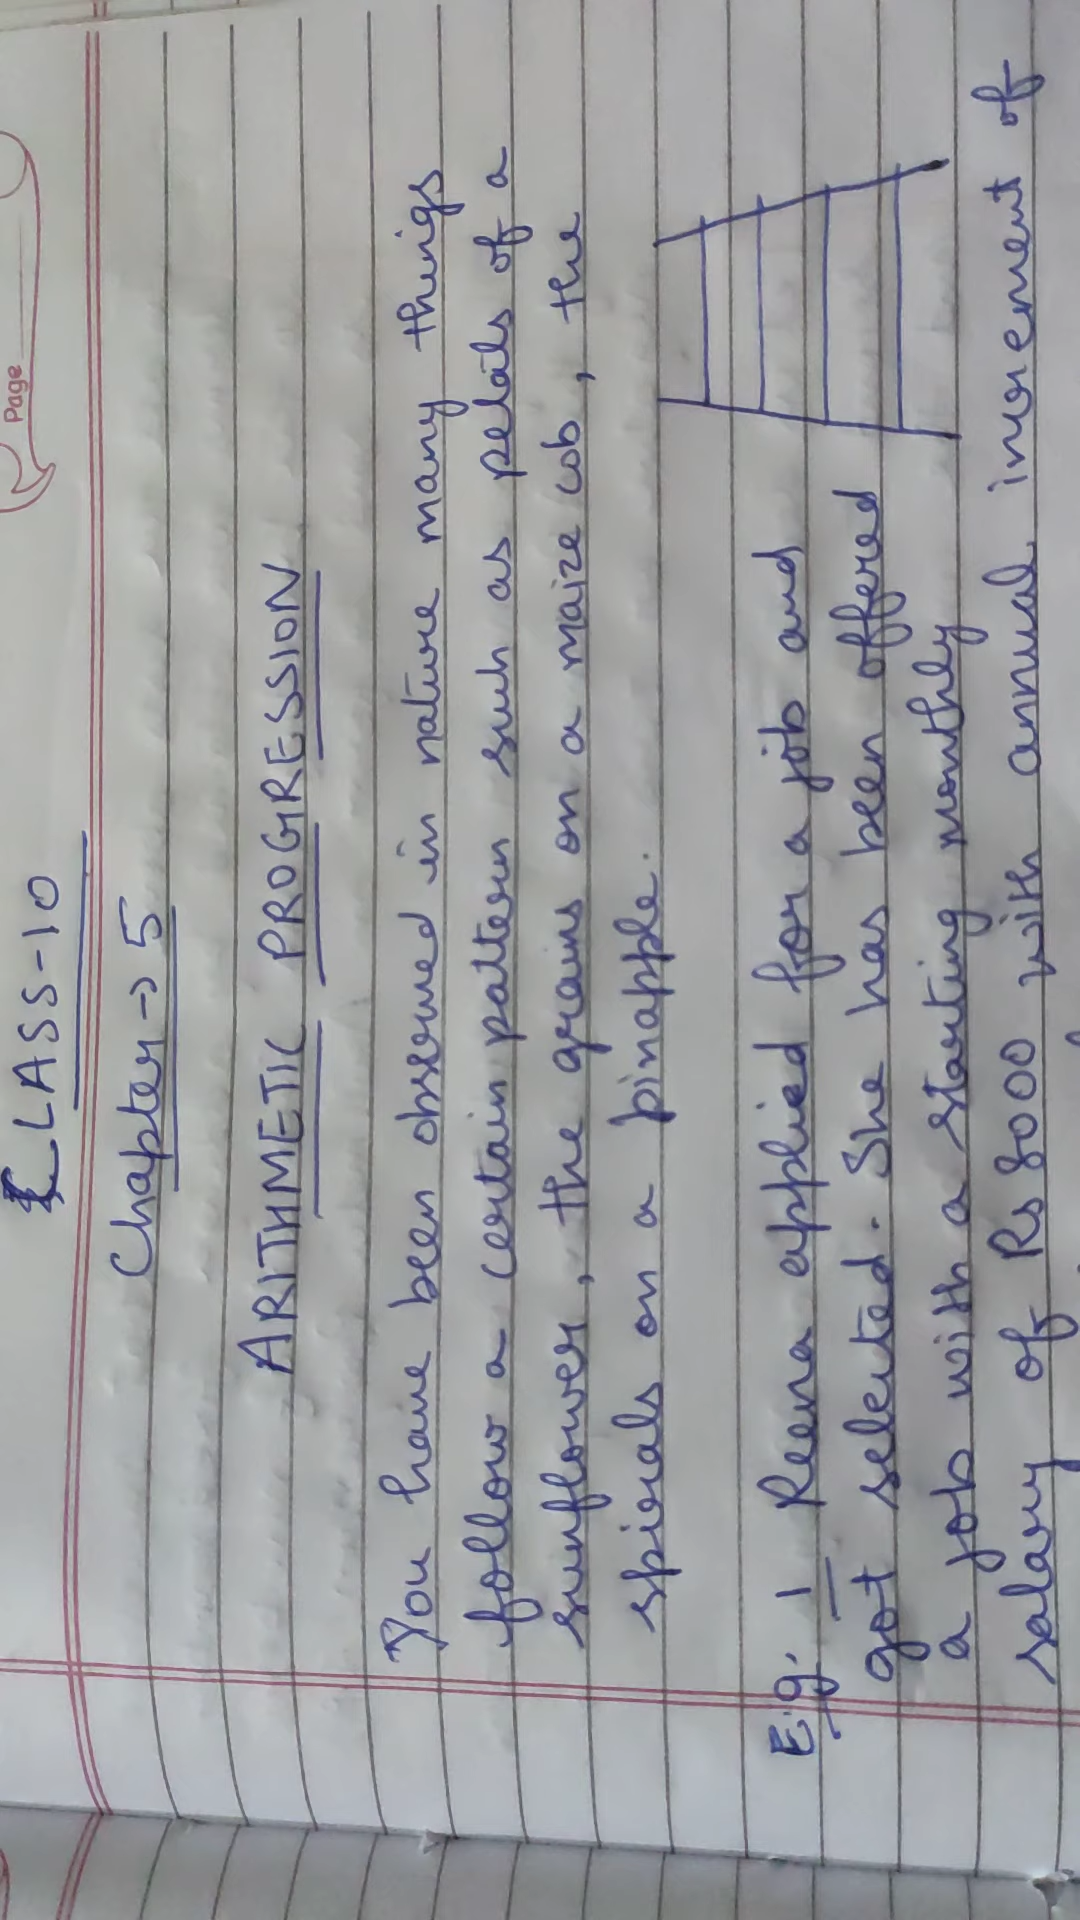 Page
CLASS-10
Chapter → 5
ARITHMETIC PROGRESSION
You have been observed in nature many things
follow a certain pattern such as petals of a
sunflower, the grains on a maize cob, the
spirals on a pinapple.
E.g. 1 Reena applied for a job and
got selected. She has been offered
a job with a starting monthly
salary of Rs 8000 with annual increment of